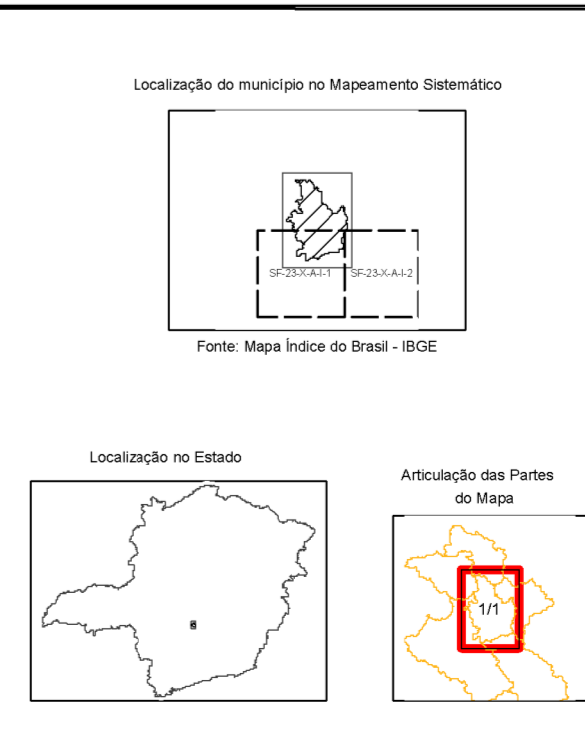 Localização do município no Mapeamento Sistemático
SF-23-X-A-I-1
SF-23-X-A-I-2
Fonte: Mapa Índice do Brasil - IBGE
Localização no Estado
Articulação das Partes
do Mapa
1/1